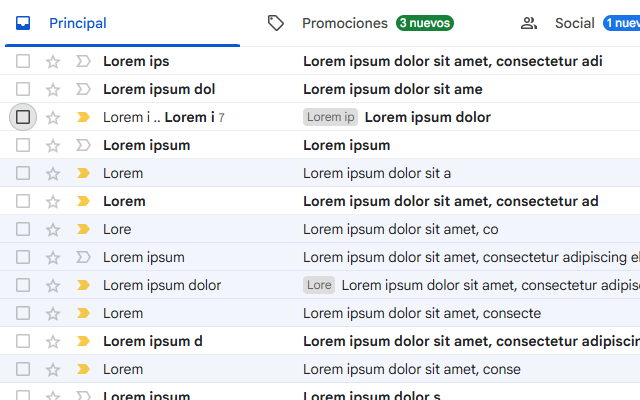 Principal Promociones 3 nuevos Social 1 nuev
Lorem ips Lorem ipsum dolor sit amet, consectetur adi
Lorem ipsum dol Lorem ipsum dolor sit ame
Lorem i .. Lorem i 7 Lorem ip Lorem ipsum dolor
Lorem ipsum Lorem ipsum
Lorem Lorem ipsum dolor sit a
Lorem Lorem ipsum dolor sit amet, consectetur ad
Lore Lorem ipsum dolor sit amet, co
Lorem ipsum Lorem ipsum dolor sit amet, consectetur adipiscing el
Lorem ipsum dolor Lore Lorem ipsum dolor sit amet, consectetur adipisc
Lorem Lorem ipsum dolor sit amet, consecte
Lorem ipsum d Lorem ipsum dolor sit amet, consectetur adipiscin
Lorem Lorem ipsum dolor sit amet, conse
Lorem ipsum Lorem ipsum dolor s